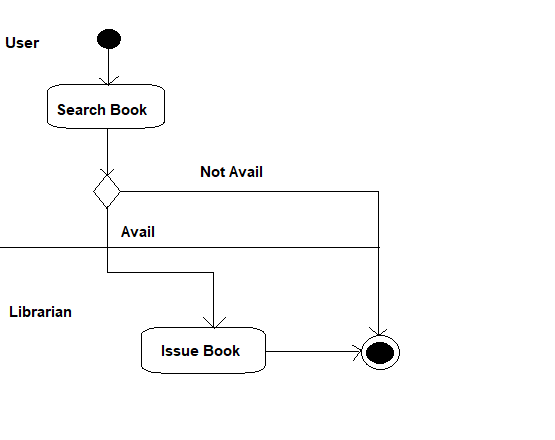 User
Search Book
Not Avail
Avail
Librarian
Issue Book